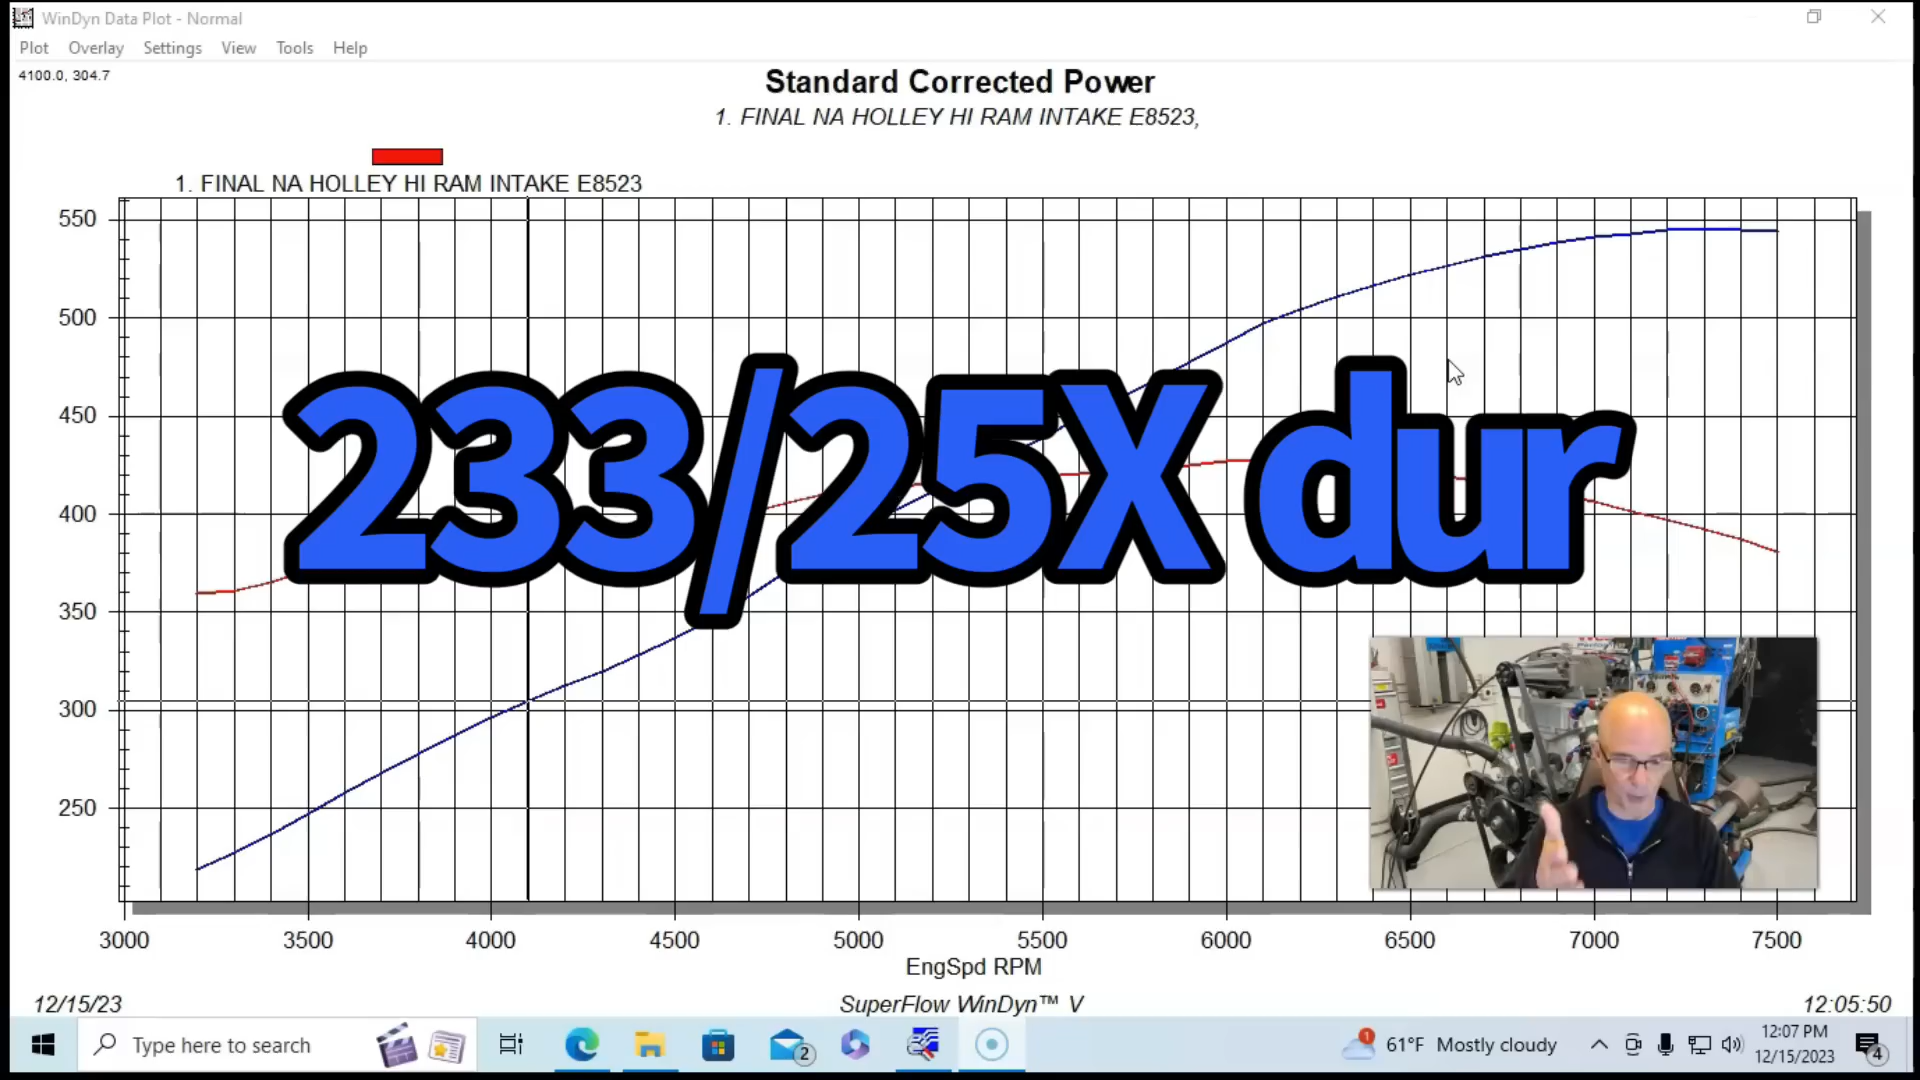 WinDyn Data Plot - Normal
Plot Overlay Settings View Tools Help
4100.0, 304.7
Standard Corrected Power
1. FINAL NA HOLLEY HI RAM INTAKE E8523,
1. FINAL NA HOLLEY HI RAM INTAKE E8523
550
500
450
400
350
300
250
233/25X dur
3000 3500 4000 4500 5000 5500 6000 6500 7000 7500
EngSpd RPM
12/15/23 SuperFlow WinDyn™ V 12:05:50
Type here to search 2 1 61°F Mostly cloudy 12:07 PM
12/15/2023 4